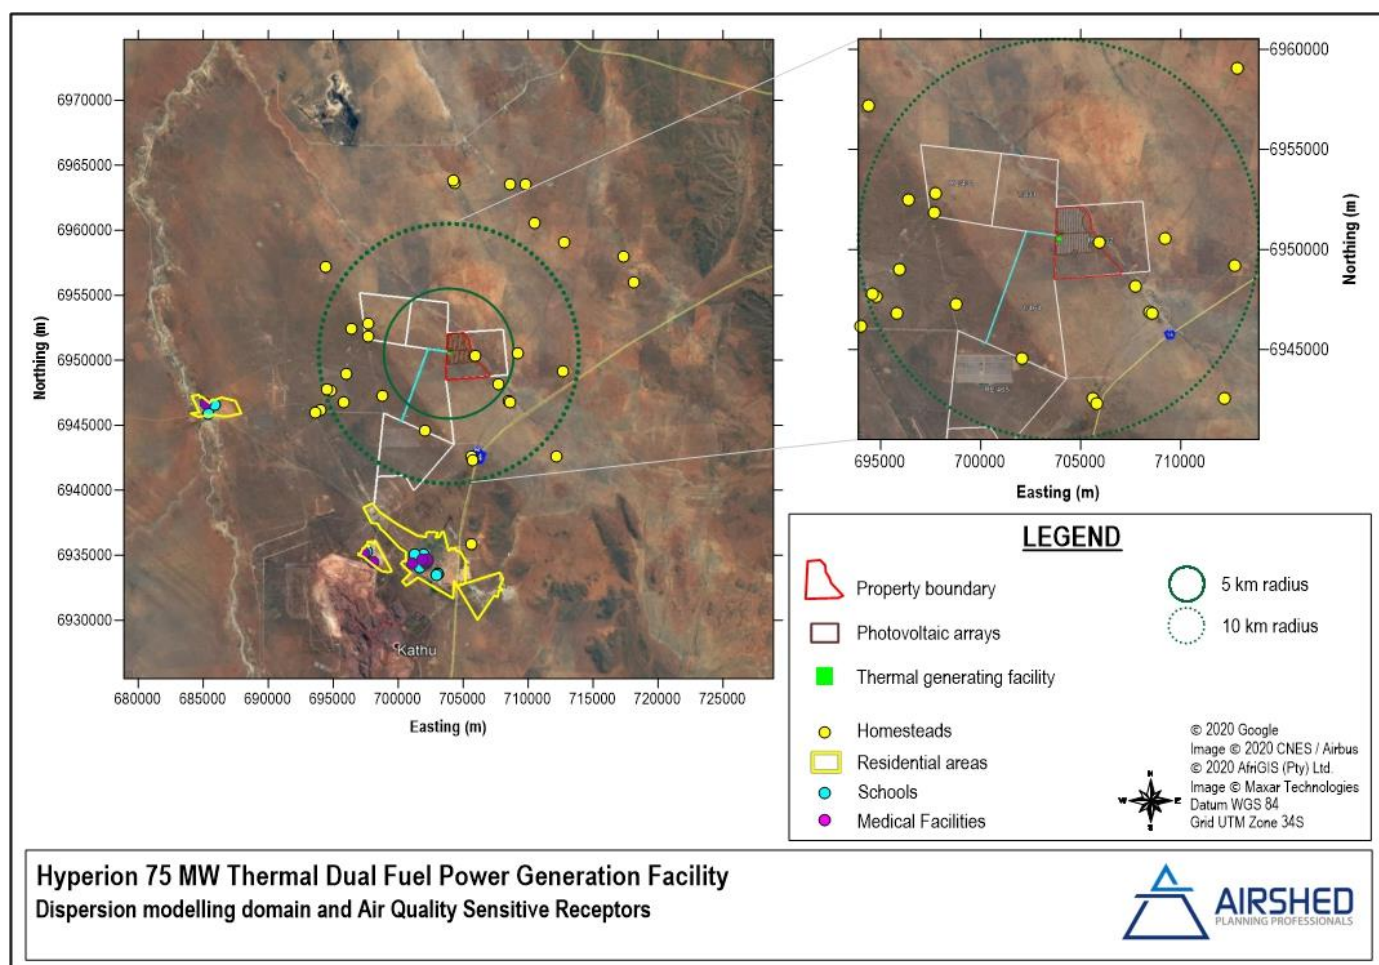 6970000
6965000
6960000
6955000
6950000
6945000
6940000
6935000
6930000
Northing (m)
Kathu
680000 685000 690000 695000 700000 705000 710000 715000 720000 725000
Easting (m)
6960000
6955000
6950000
6945000
Northing (m)
695000 700000 705000 710000
Easting (m)
LEGEND
Property boundary
Photovoltaic arrays
Thermal generating facility
Homesteads
Residential areas
Schools
Medical Facilities
5 km radius
10 km radius
N
W E
S
© 2020 Google
Image © 2020 CNES / Airbus
© 2020 AfriGIS (Pty) Ltd.
Image © Maxar Technologies
Datum WGS 84
Grid UTM Zone 34S
Hyperion 75 MW Thermal Dual Fuel Power Generation Facility
Dispersion modelling domain and Air Quality Sensitive Receptors
AIRSHED
PLANNING PROFESSIONALS